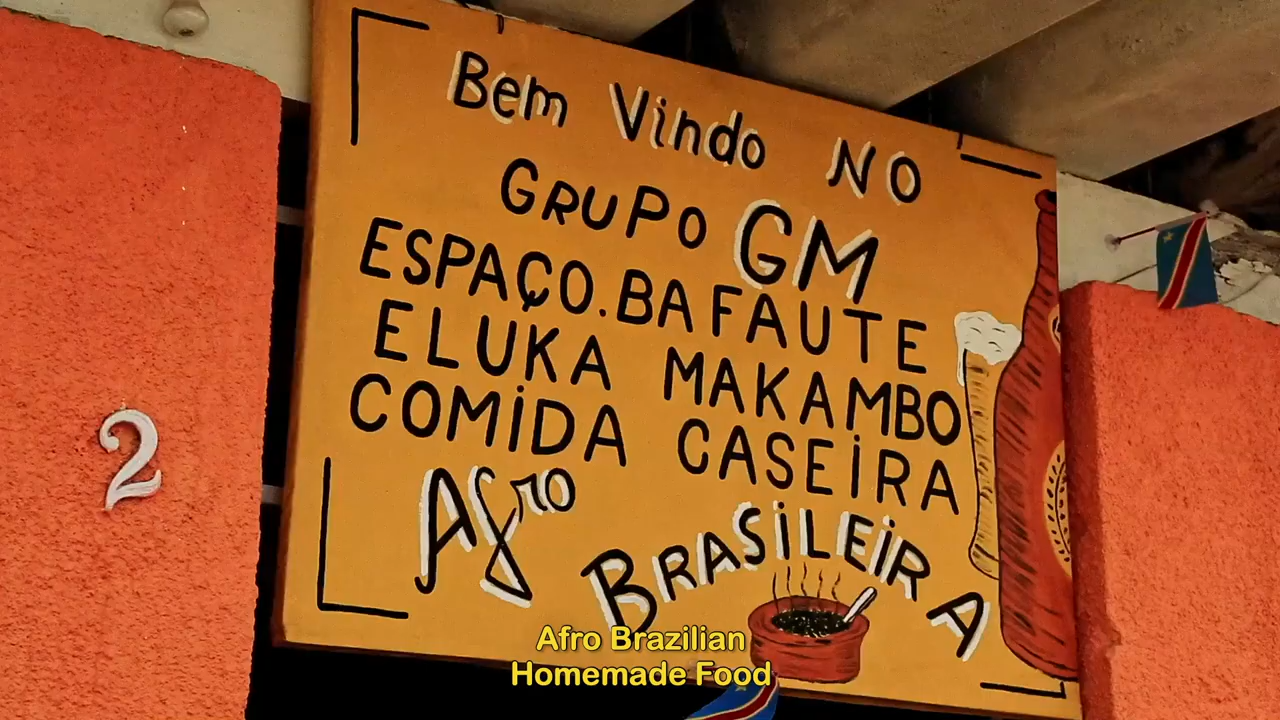 Bem Vindo NO
GRUPO GM
ESPAÇO.BAFAUTE
ELUKA MAKAMBO
COMIDA CASEIRA
Afro
BRASILEIRA
2
Afro Brazilian
Homemade Food